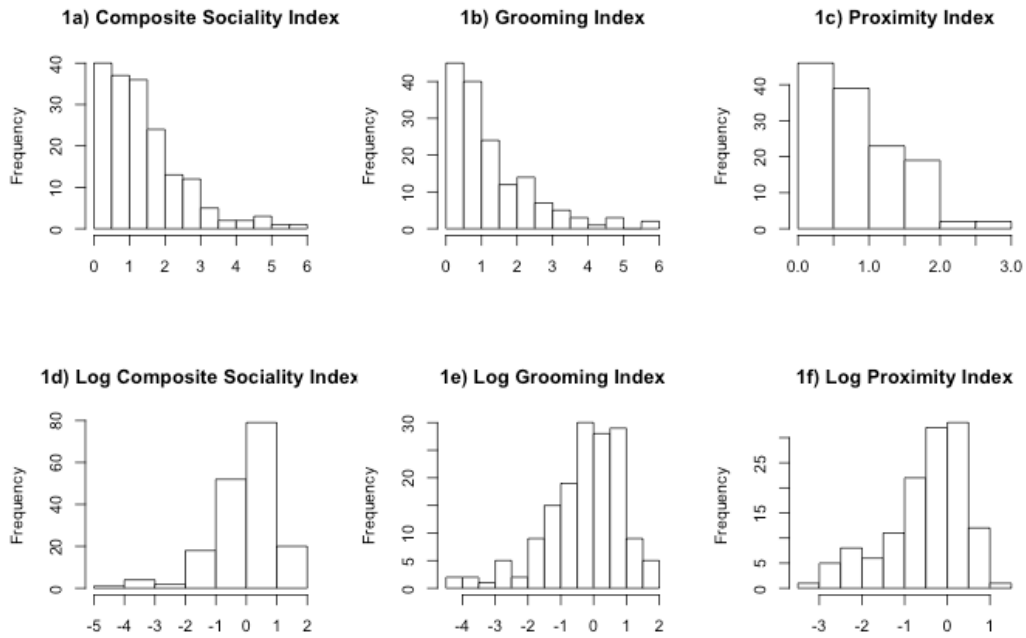 1a) Composite Sociality Index
Frequency
0 10 20 30 40
0 1 2 3 4 5 6
1b) Grooming Index
Frequency
0 10 20 30 40
0 1 2 3 4 5 6
1c) Proximity Index
Frequency
0 10 20 30 40
0.0 1.0 2.0 3.0
1d) Log Composite Sociality Index
Frequency
0 20 40 60 80
-5 -4 -3 -2 -1 0 1 2
1e) Log Grooming Index
Frequency
0 5 10 20 30
-4 -3 -2 -1 0 1 2
1f) Log Proximity Index
Frequency
0 5 15 25
-3 -2 -1 0 1